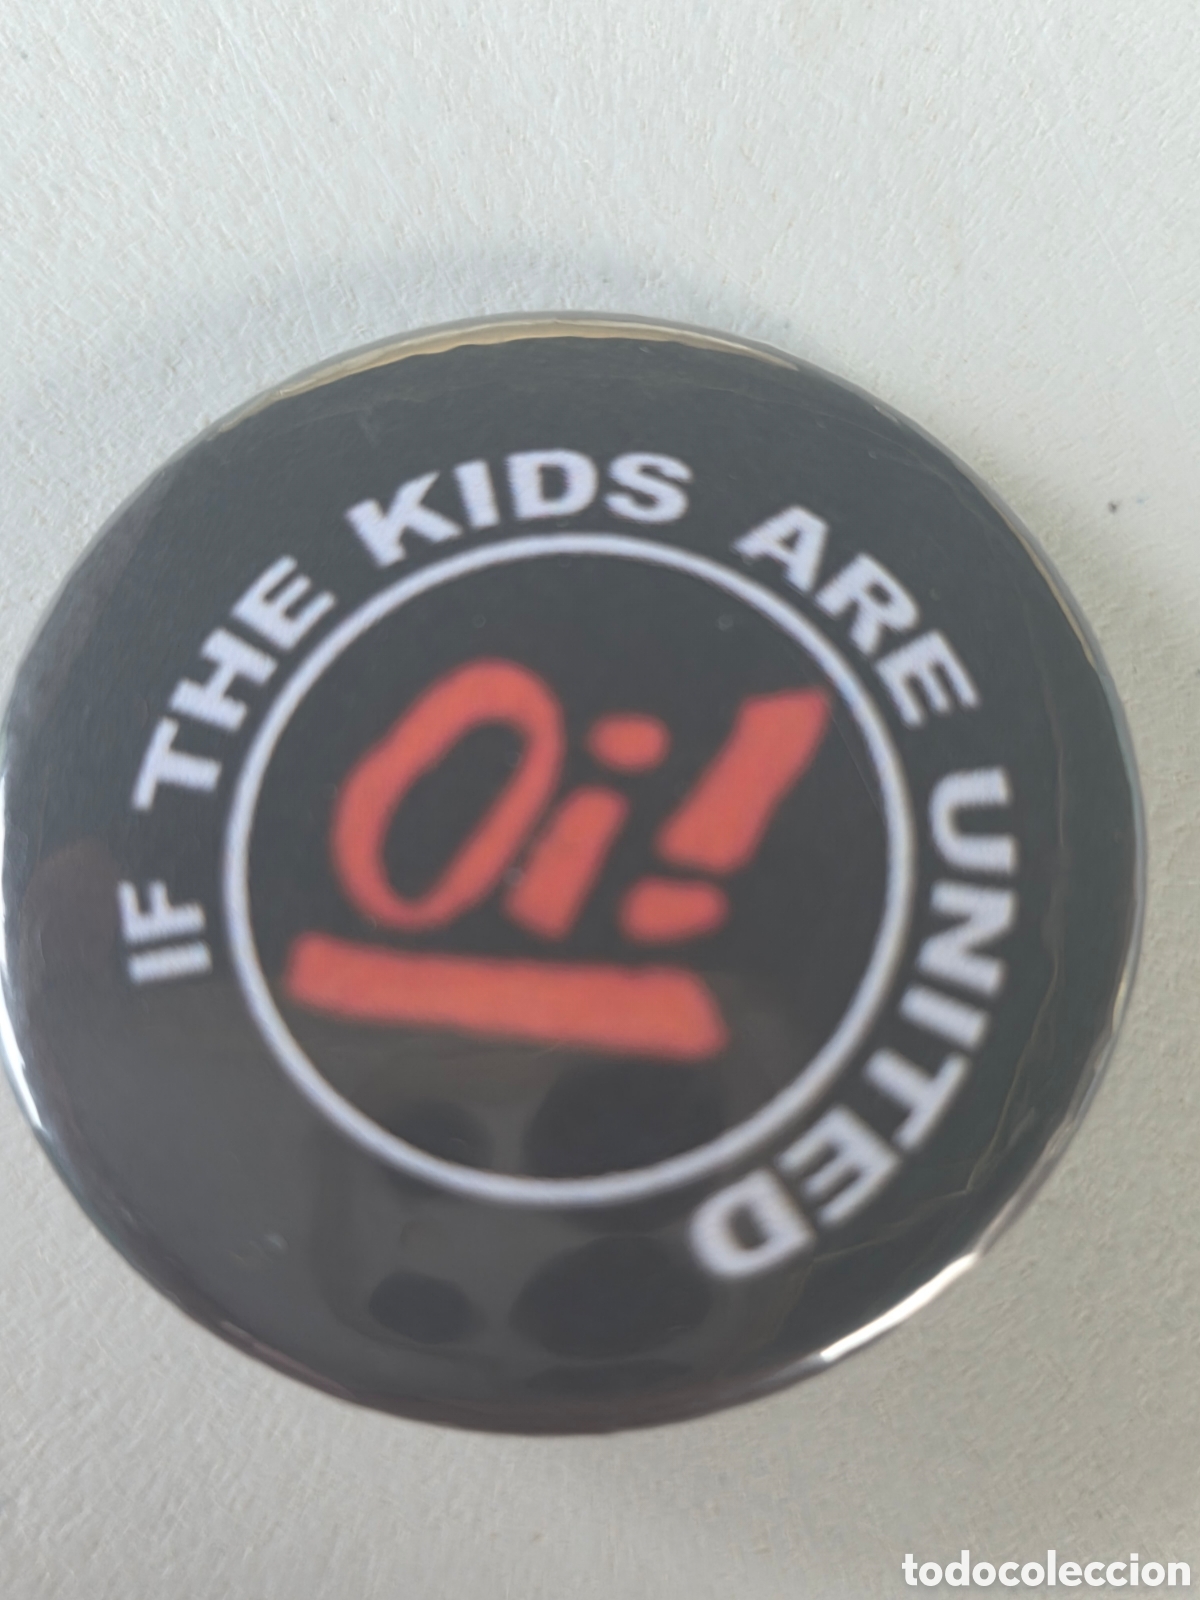 IF THE KIDS ARE UNITED
Oi!
todocoleccion